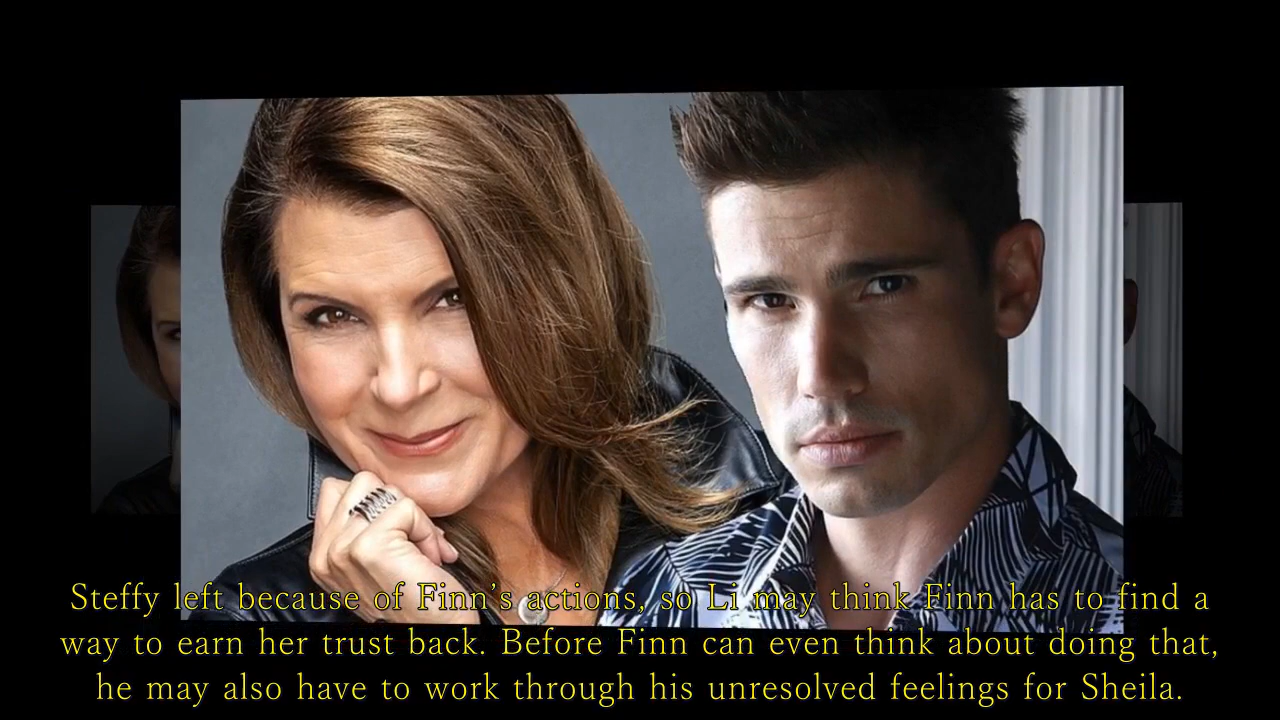 Steffy left because of Finn’s actions, so Li may think Finn has to find a
way to earn her trust back. Before Finn can even think about doing that,
he may also have to work through his unresolved feelings for Sheila.